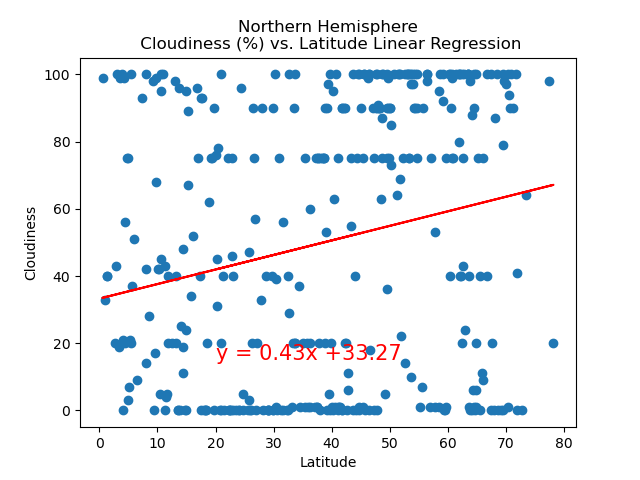 Northern Hemisphere
Cloudiness (%) vs. Latitude Linear Regression
Cloudiness
100
80
60
40
20
0
y = 0.43x +33.27
0 10 20 30 40 50 60 70 80
Latitude